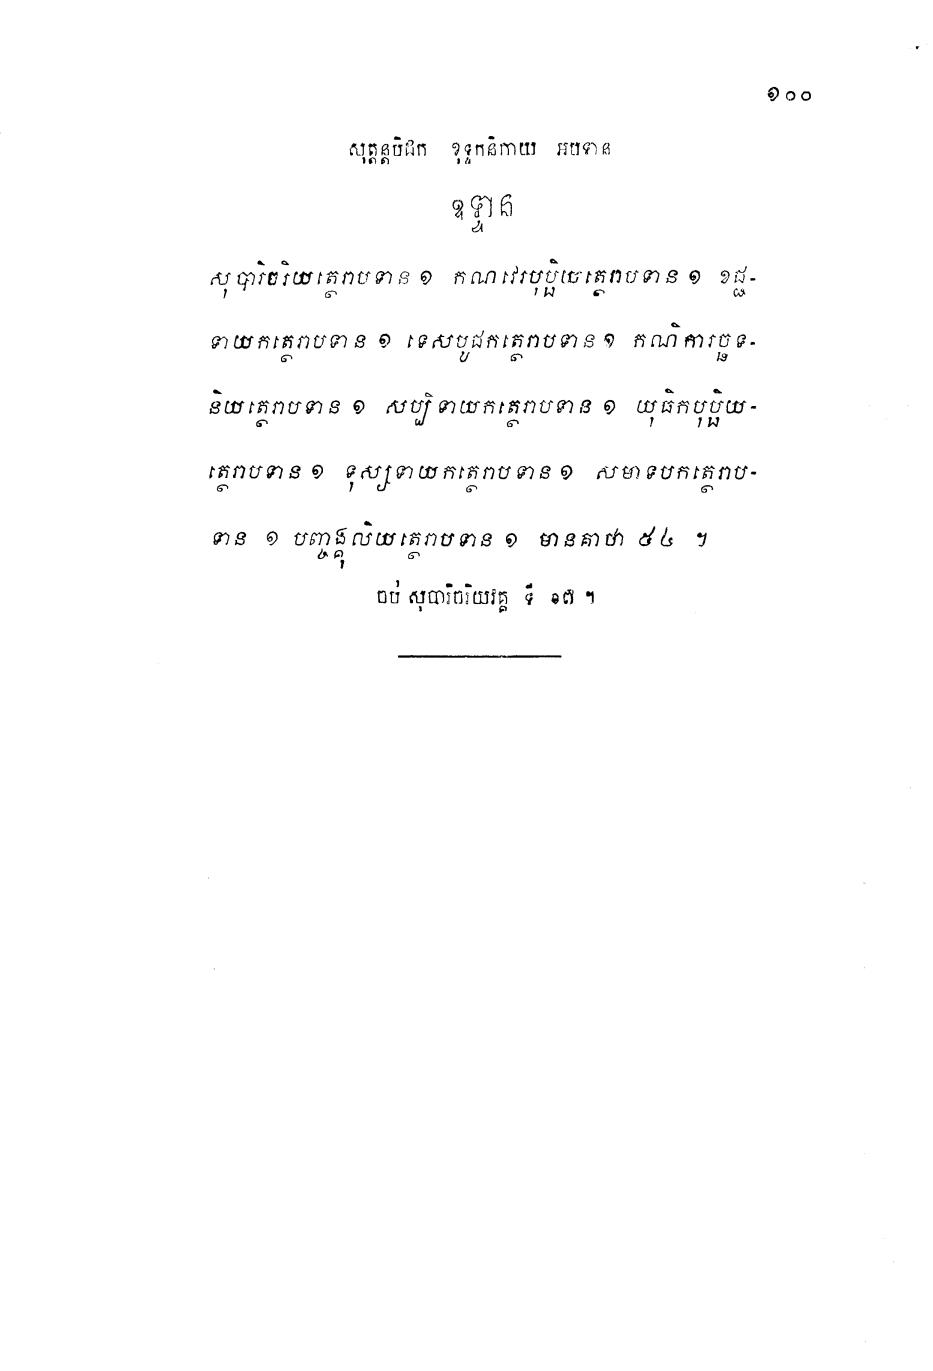 ១០០
សុត្តន្តបិដក ខុទ្ទកនិកាយ អបទាន
ឧទ្ទាន
សុបារិចរិយត្ថេរាបទាន ១ កណវេរបុប្ផិយត្ថេរាបទាន ១ ខជ្ជ-
ទាយកត្ថេរាបទាន ១ ទេសបូជកត្ថេរាបទាន ១ កណិការច្ឆទ-
និយត្ថេរាបទាន ១ សប្បិទាយកត្ថេរាបទាន ១ យុធិកបុប្ផិយ-
ត្ថេរាបទាន ១ ទុស្សទាយកត្ថេរាបទាន ១ សមាទបកត្ថេរាប-
ទាន ១ បញ្ចង្គុលិយត្ថេរាបទាន ១ មានគាថា ៥៤ ។
ចប់ សុបារិចរិយវគ្គ ទី ១៧ ។